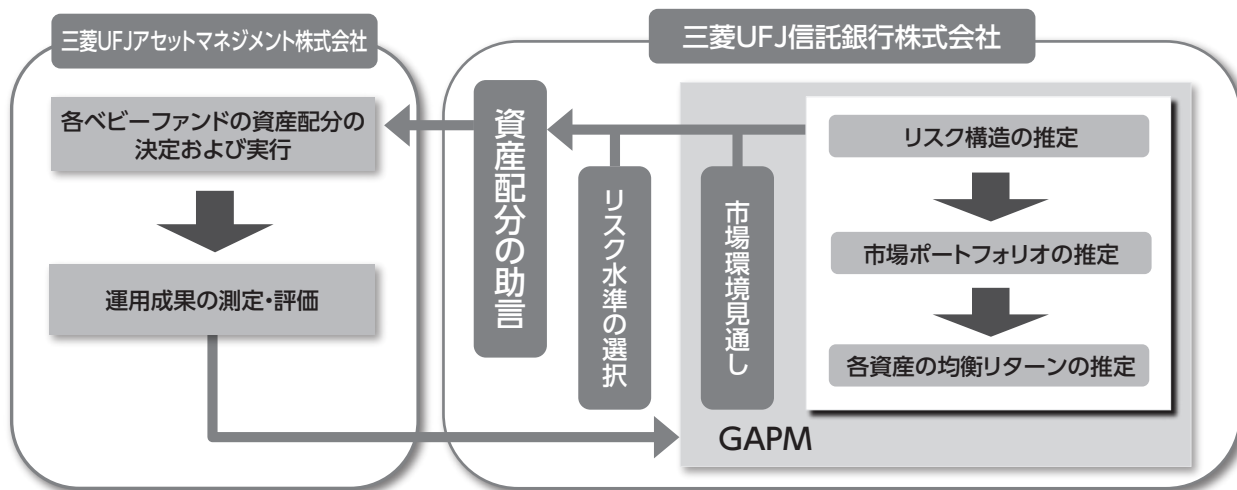 三菱UFJアセットマネジメント株式会社
各ベビーファンドの資産配分の
決定および実行
運用成果の測定・評価
三菱UFJ信託銀行株式会社
資産配分の助言
リスク水準の選択
市場環境見通し
リスク構造の推定
市場ポートフォリオの推定
各資産の均衡リターンの推定
GAPM